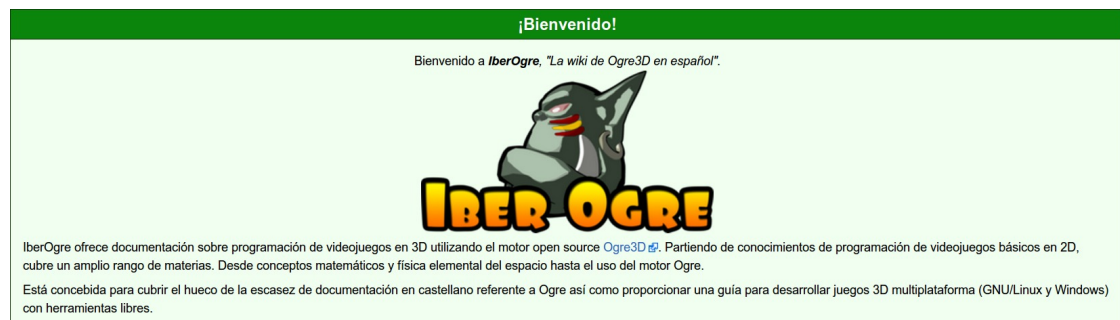 ¡Bienvenido!
Bienvenido a IberOgre, "La wiki de Ogre3D en español".
IBER OGRE
IberOgre ofrece documentación sobre programación de videojuegos en 3D utilizando el motor open source Ogre3D. Partiendo de conocimientos de programación de videojuegos básicos en 2D,
cubre un amplio rango de materias. Desde conceptos matemáticos y física elemental del espacio hasta el uso del motor Ogre.
Está concebida para cubrir el hueco de la escasez de documentación en castellano referente a Ogre así como proporcionar una guía para desarrollar juegos 3D multiplataforma (GNU/Linux y Windows)
con herramientas libres.